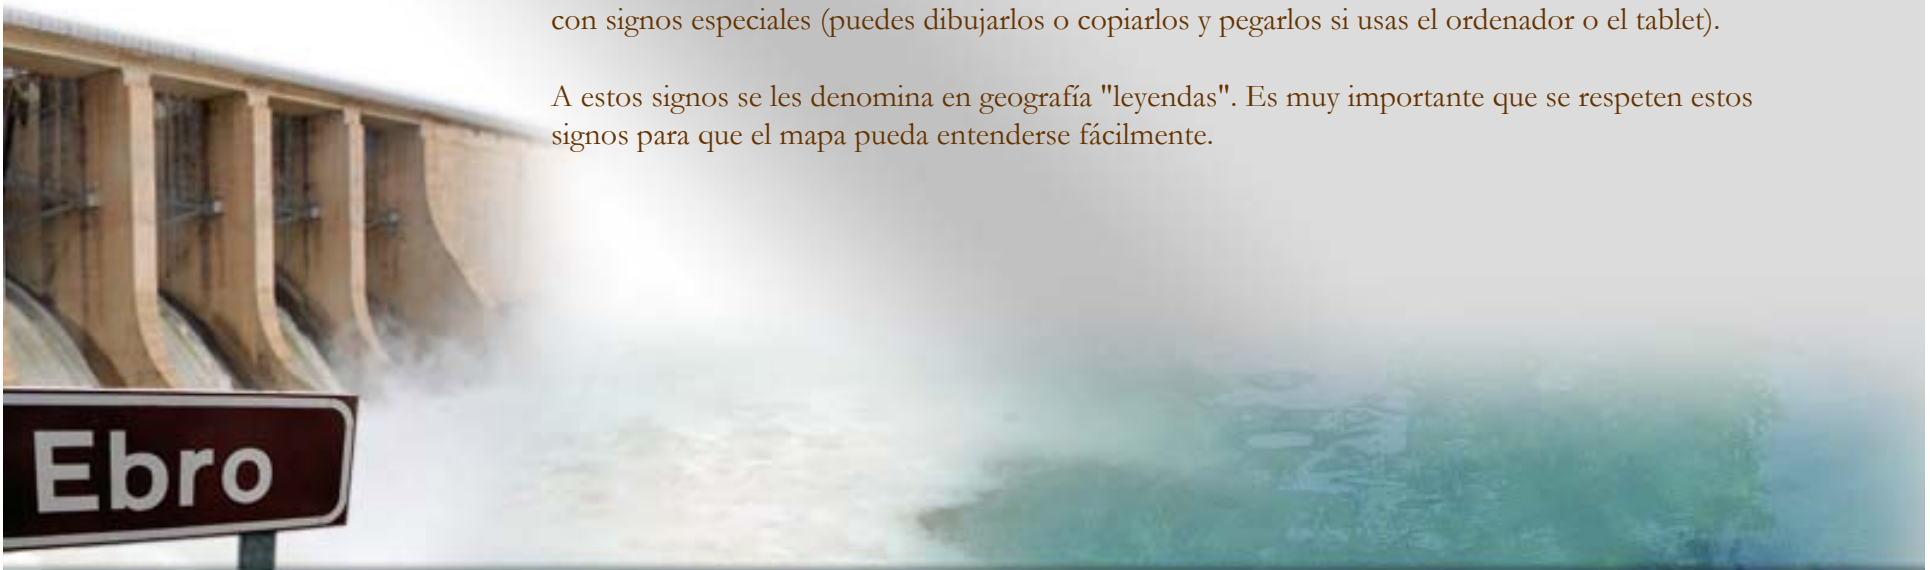 con signos especiales (puedes dibujarlos o copiarlos y pegarlos si usas el ordenador o el tablet).
A estos signos se les denomina en geografía "leyendas". Es muy importante que se respeten estos
signos para que el mapa pueda entenderse fácilmente.
Ebro